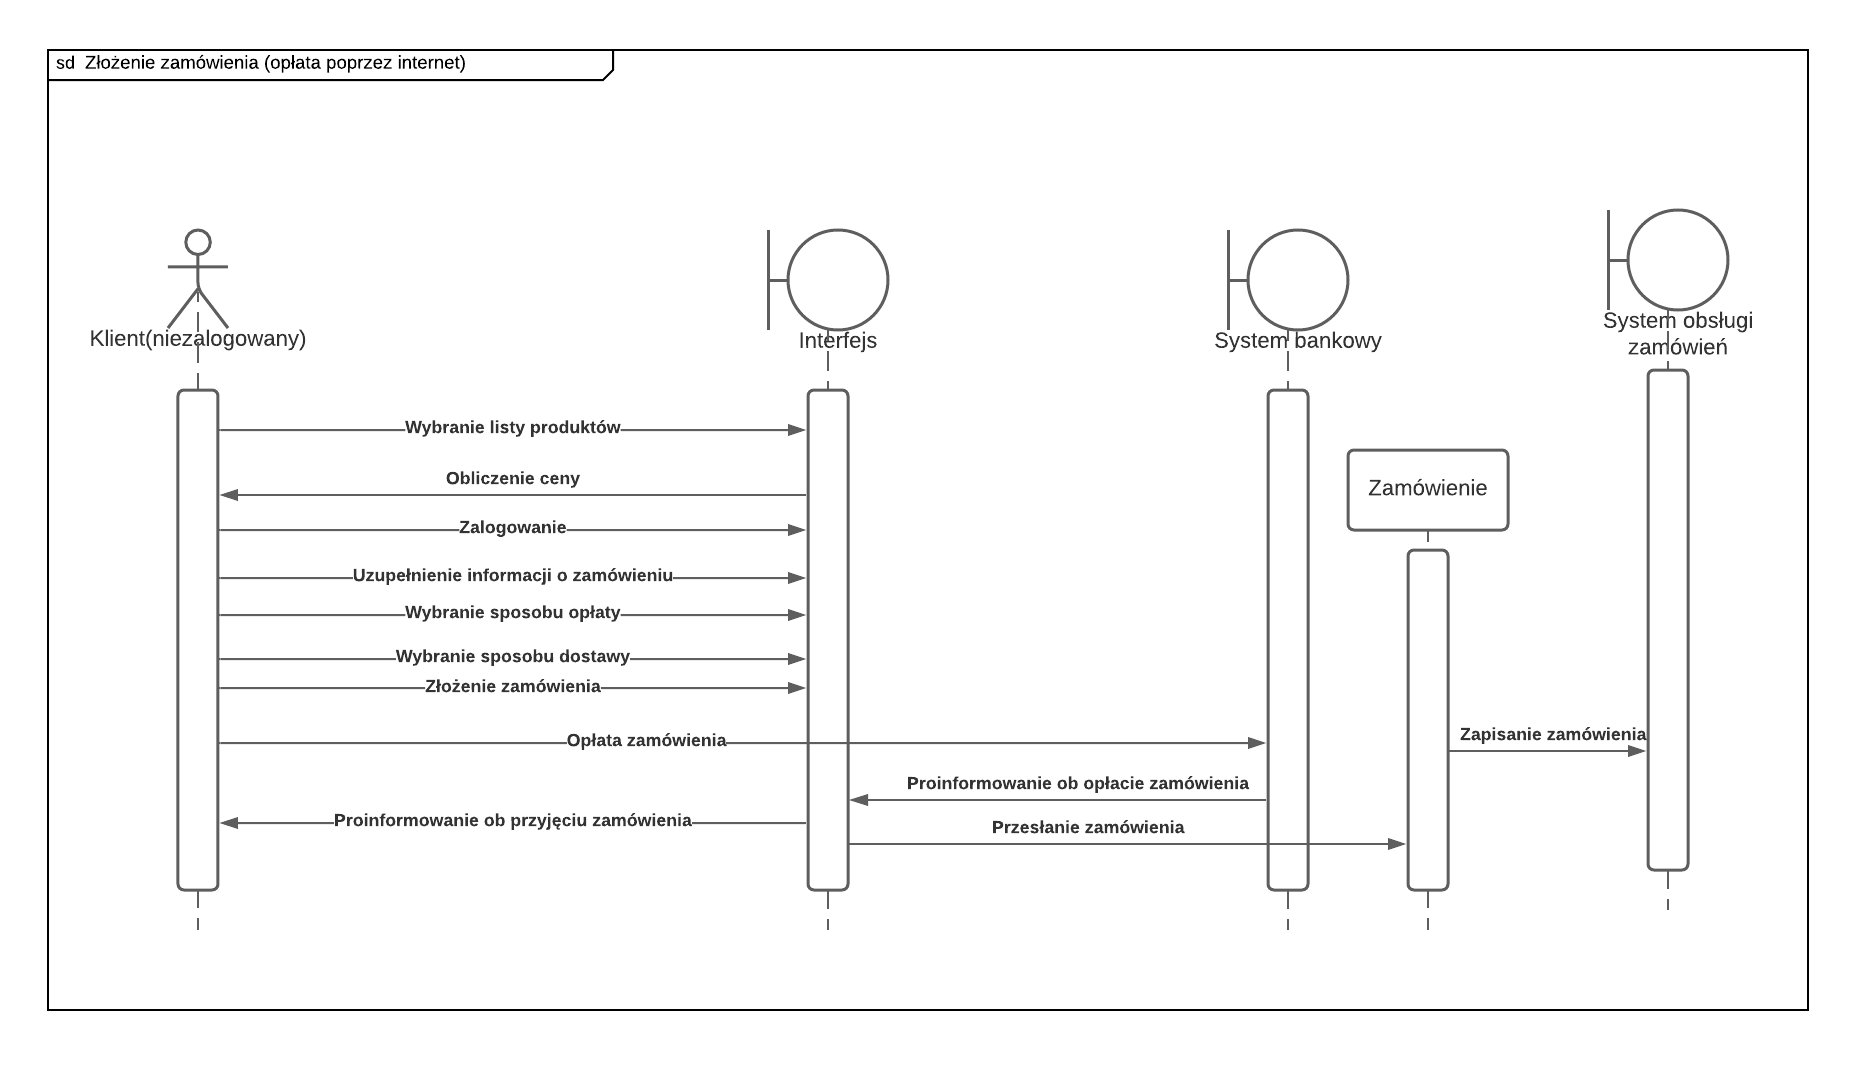 sd  Złożenie zamówienia (opłata poprzez internet)
Klient(niezalogowany)
Interfejs
System bankowy
System obsługi
zamówień
Wybranie listy produktów
Obliczenie ceny
Zamówienie
Zalogowanie
Uzupełnienie informacji o zamówieniu
Wybranie sposobu opłaty
Wybranie sposobu dostawy
Złożenie zamówienia
Opłata zamówienia
Zapisanie zamówienia
Proinformowanie ob opłacie zamówienia
Proinformowanie ob przyjęciu zamówienia
Przesłanie zamówienia